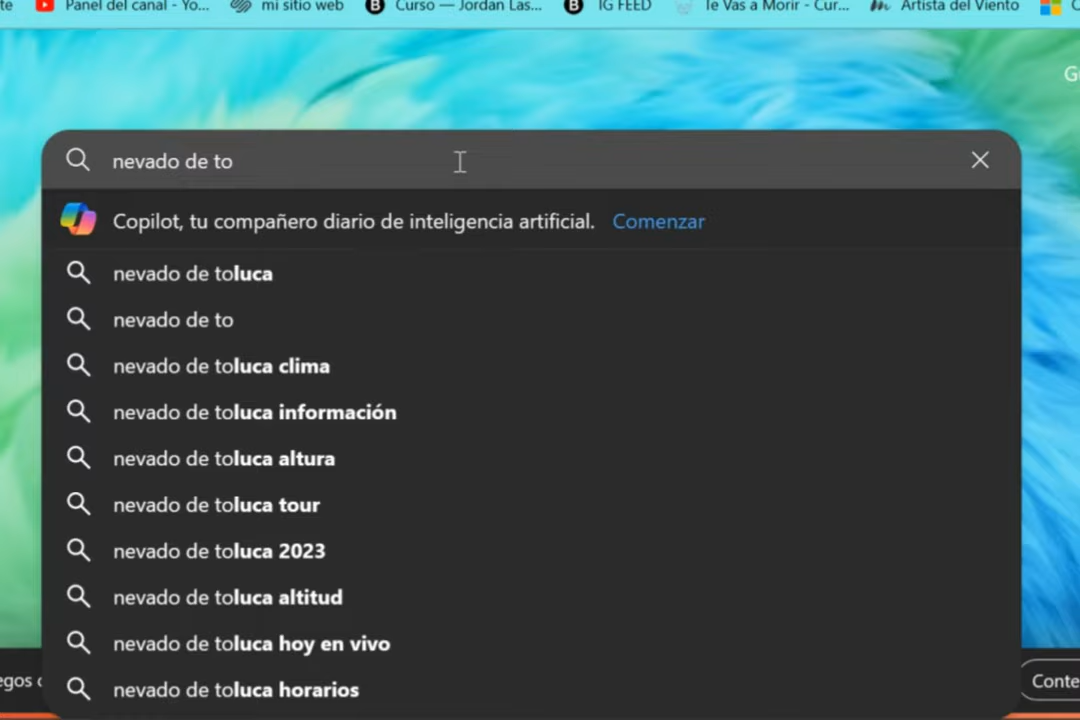 te Panel del canal - Yo... mi sitio web Curso — Jordan Las... IG FEED Te Vas a Morir - Cur... Artista del Viento
nevado de to
Copilot, tu compañero diario de inteligencia artificial. Comenzar
nevado de toluca
nevado de to
nevado de toluca clima
nevado de toluca información
nevado de toluca altura
nevado de toluca tour
nevado de toluca 2023
nevado de toluca altitud
nevado de toluca hoy en vivo
nevado de toluca horarios
egos
Conte